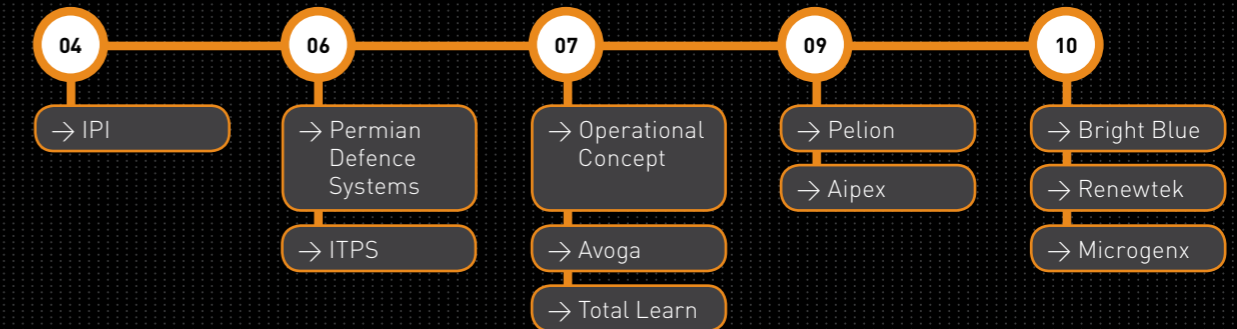 04
06
07
09
10
→ IPI
→ Permian
Defence
Systems
→ ITPS
→ Operational
Concept
→ Avoga
→ Total Learn
→ Pelion
→ Aipex
→ Bright Blue
→ Renewtek
→ Microgenx